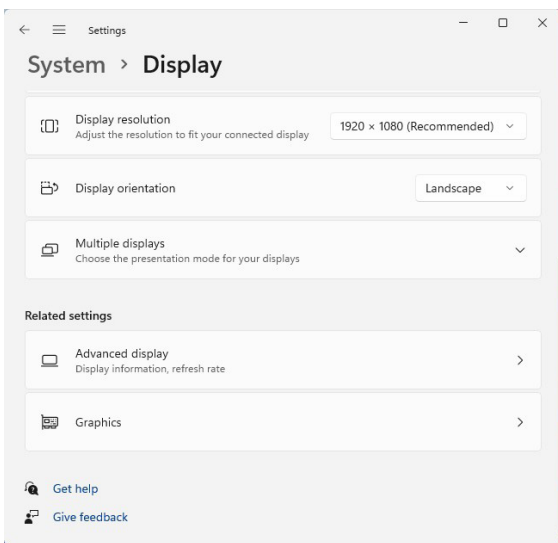 Settings
System > Display
Display resolution
Adjust the resolution to fit your connected display
1920 × 1080 (Recommended)
Display orientation
Landscape
Multiple displays
Choose the presentation mode for your displays
Related settings
Advanced display
Display information, refresh rate
Graphics
Get help
Give feedback